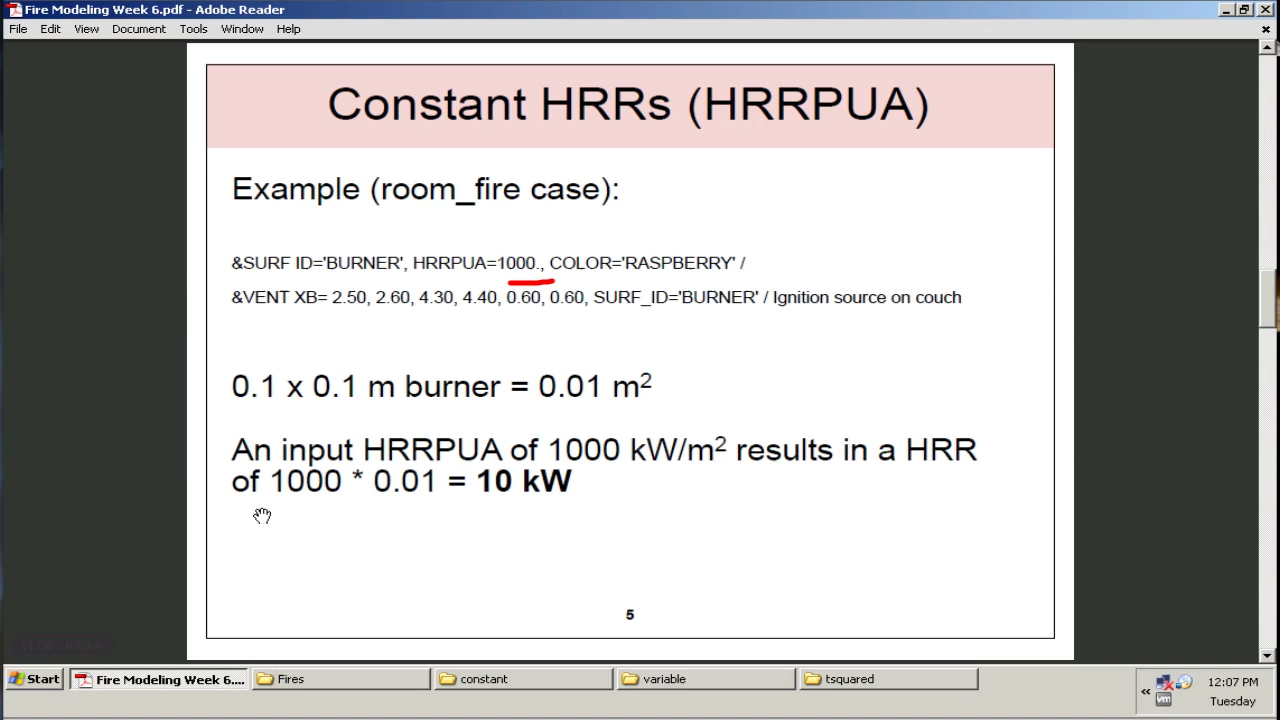 Fire Modeling Week 6.pdf - Adobe Reader
File Edit View Document Tools Window Help
Constant HRRs (HRRPUA)
Example (room_fire case):
&SURF ID='BURNER', HRRPUA=1000., COLOR='RASPBERRY' /
&VENT XB= 2.50, 2.60, 4.30, 4.40, 0.60, 0.60, SURF_ID='BURNER' / Ignition source on couch
0.1 x 0.1 m burner = 0.01 m²
An input HRRPUA of 1000 kW/m² results in a HRR
of 1000 * 0.01 = 10 kW
5
Start Fire Modeling Week 6.... Fires constant variable tsquared « vm 12:07 PM
Tuesday